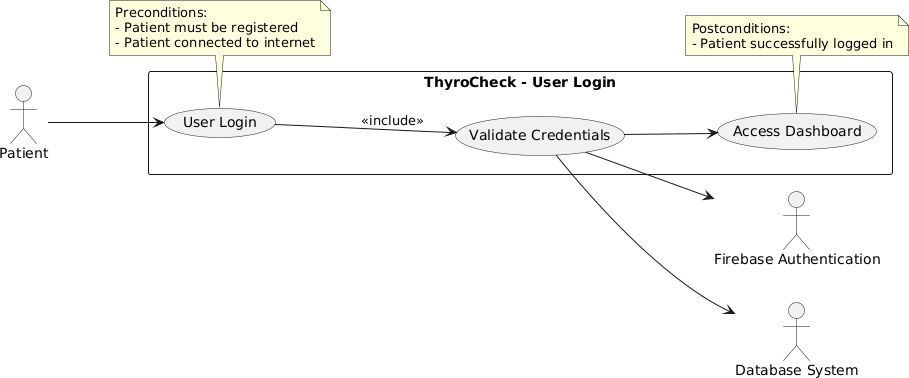 Preconditions:
- Patient must be registered
- Patient connected to internet
Postconditions:
- Patient successfully logged in
ThyroCheck - User Login
Patient
User Login
«include»
Validate Credentials
Access Dashboard
Firebase Authentication
Database System